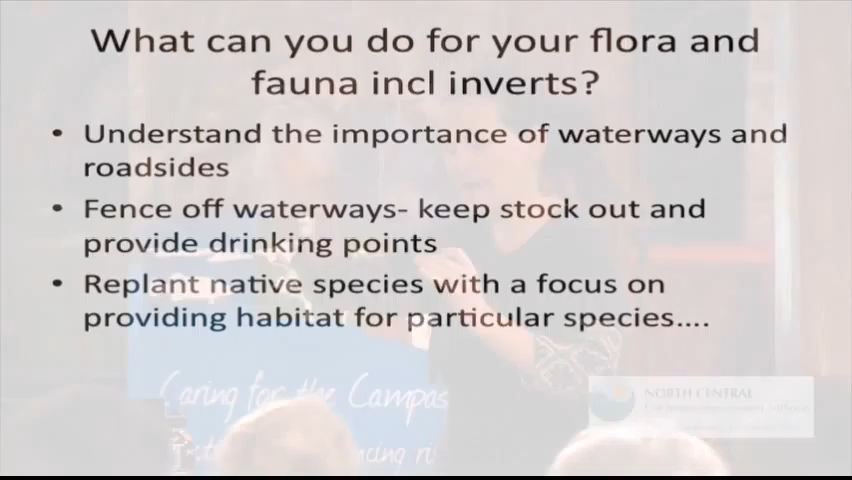 What can you do for your flora and
fauna incl inverts?
• Understand the importance of waterways and
roadsides
• Fence off waterways- keep stock out and
provide drinking points
• Replant native species with a focus on
providing habitat for particular species....
Caring for the Campas
NORTH CENTRAL